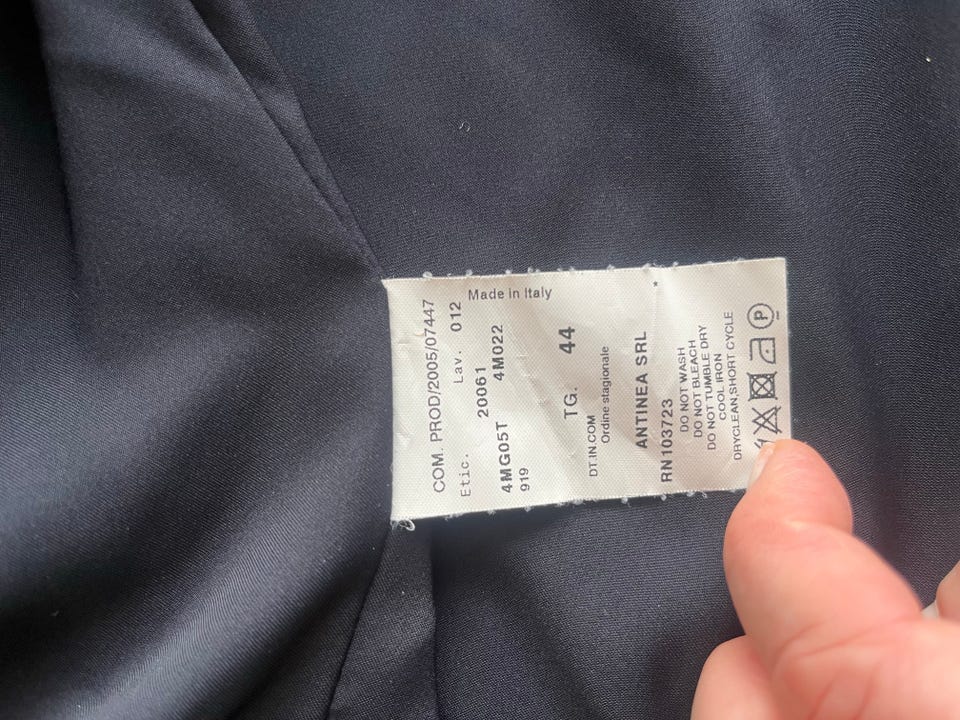 COM. PROD/2005/07447
Etic. 20061 Lav. 012
Made in Italy
4MG05T 4M022
919
TG. 44
DT.IN.COM
Ordine stagionale
ANTINEA SRL *
RN103723
DO NOT WASH
DO NOT BLEACH
DO NOT TUMBLE DRY
COOL IRON
DRYCLEAN,SHORT CYCLE
P